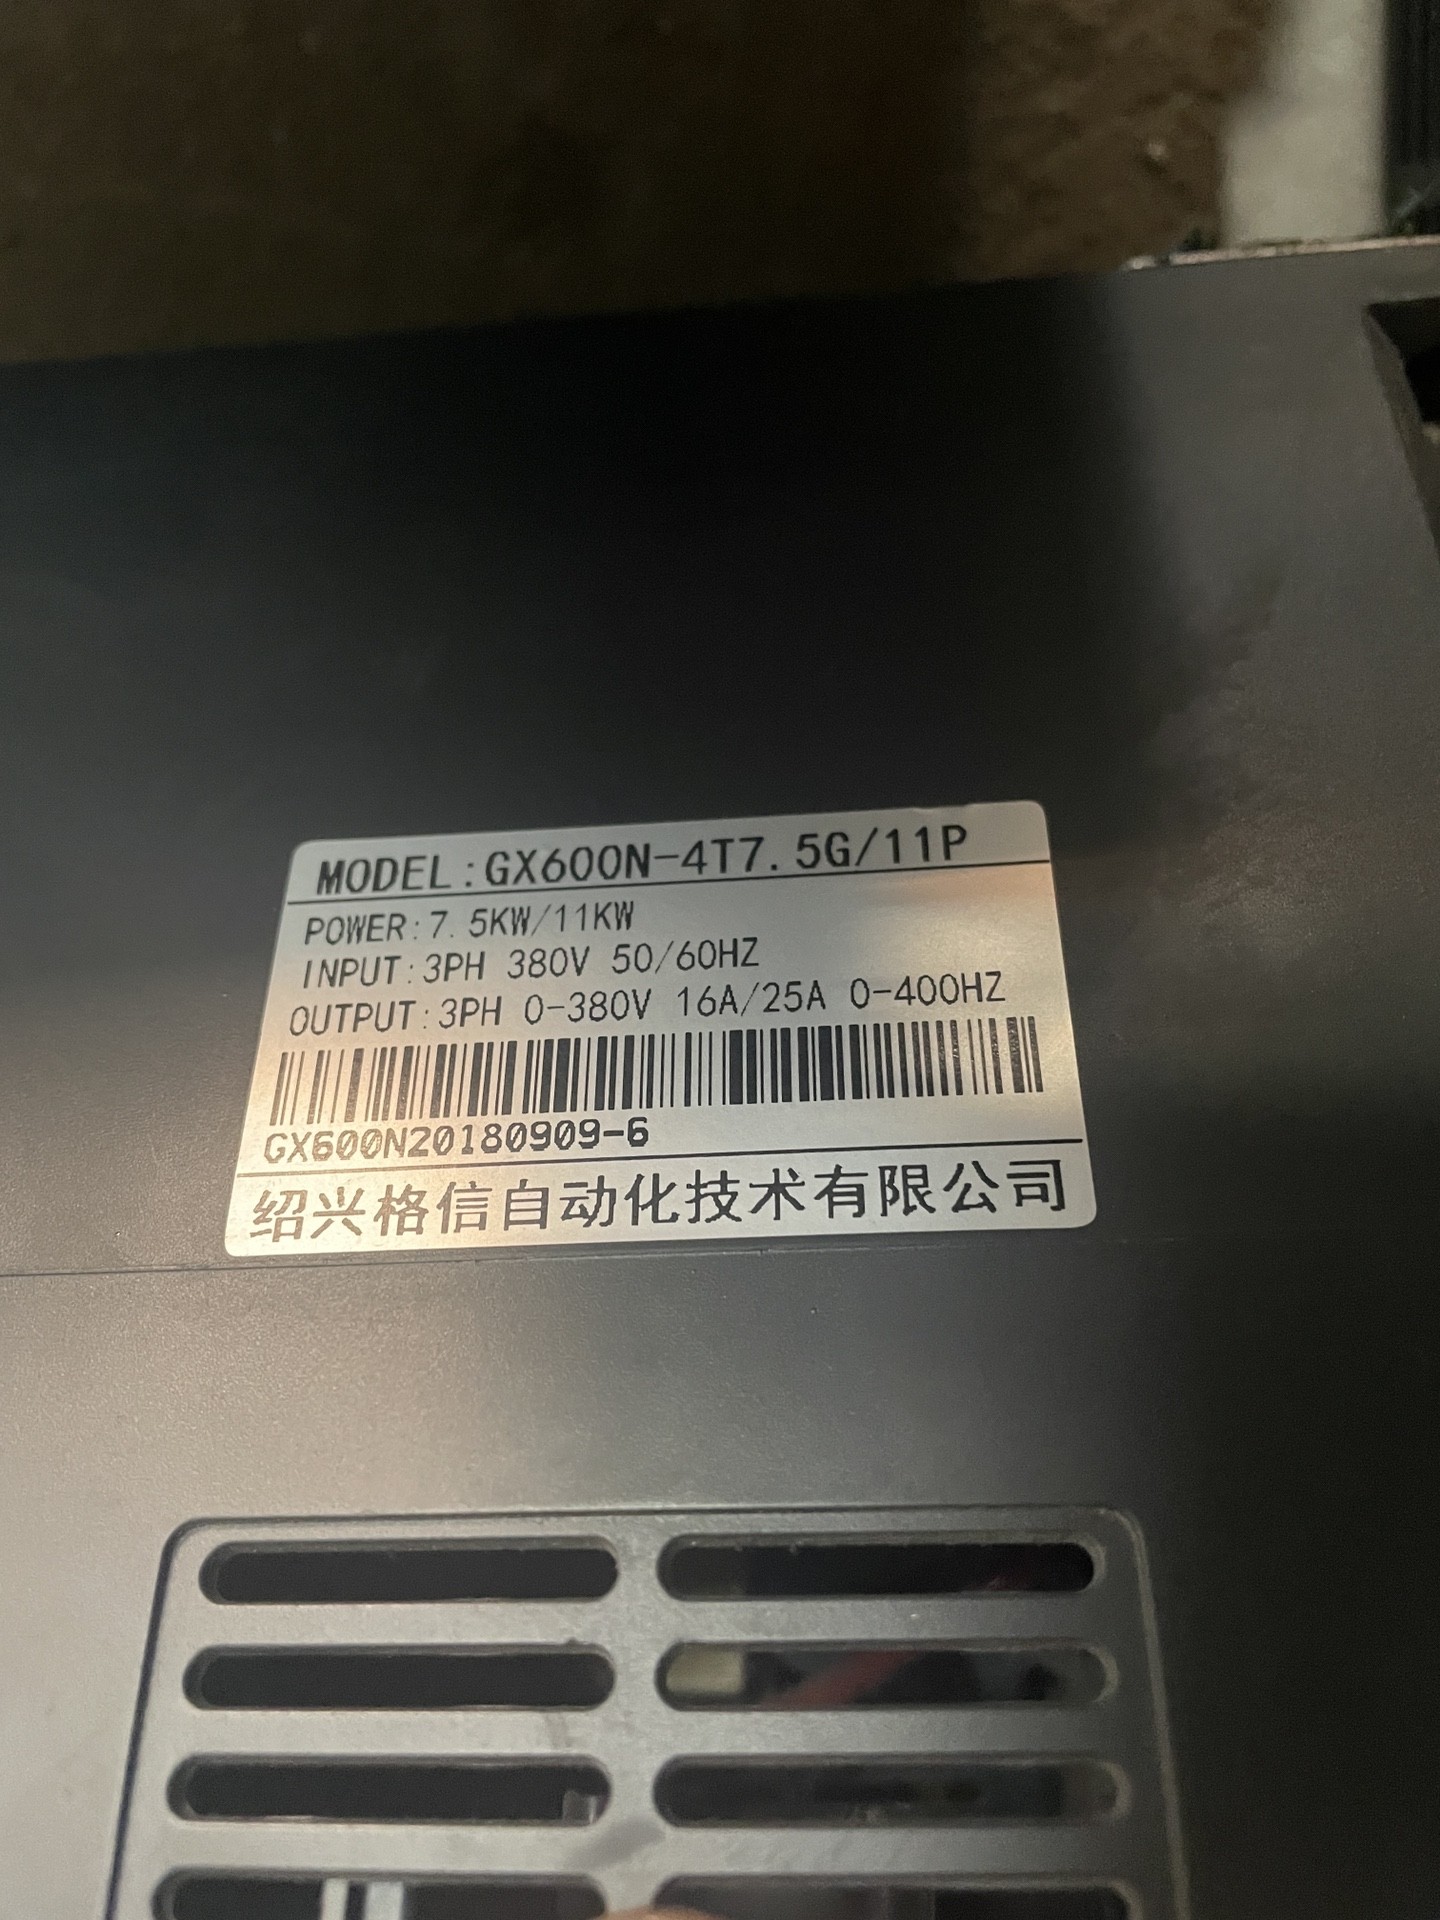 MODEL:GX600N-4T7.5G/11P
POWER:7.5KW/11KW
INPUT:3PH 380V 50/60HZ
OUTPUT:3PH 0-380V 16A/25A 0-400HZ
GX600N20180909-6
绍兴格信自动化技术有限公司